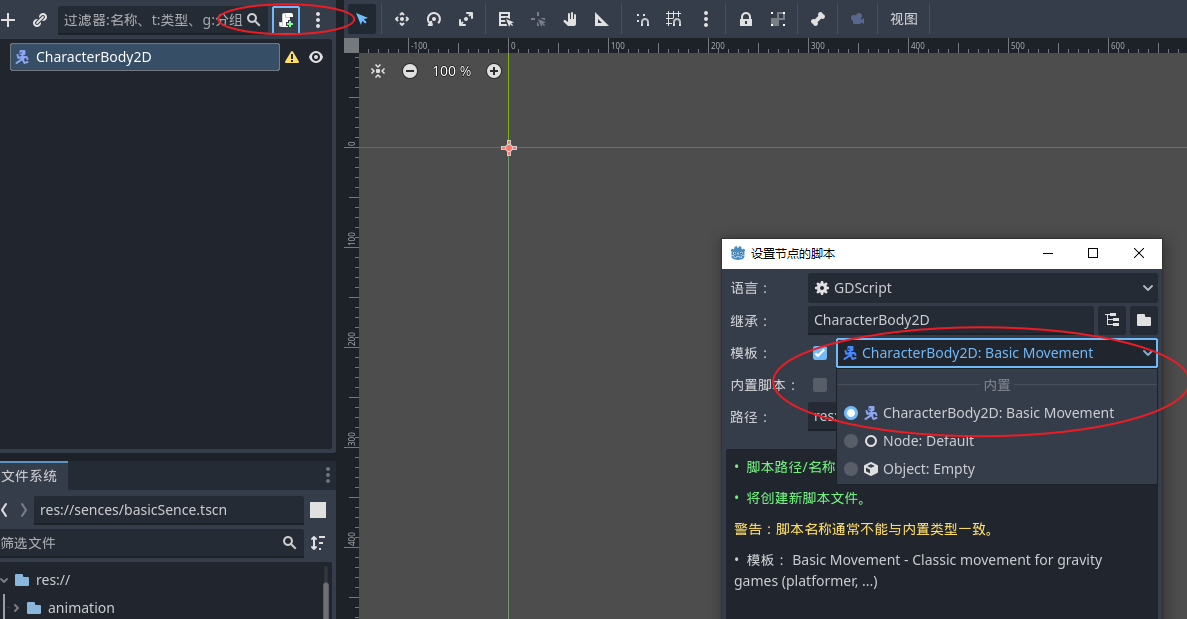 过滤器:名称、t:类型、g:分组
CharacterBody2D
视图
-100 0 100 200 300 400 500 600
100 %
0
100
200
300
400
设置节点的脚本
语言：
GDScript
继承：
CharacterBody2D
模板：
CharacterBody2D: Basic Movement
内置脚本：
内置
CharacterBody2D: Basic Movement
路径：
res:
Node: Default
Object: Empty
• 脚本路径/名称
• 将创建新脚本文件。
警告：脚本名称通常不能与内置类型一致。
• 模板： Basic Movement - Classic movement for gravity
games (platformer, ...)
文件系统
res://sences/basicSence.tscn
筛选文件
res://
animation